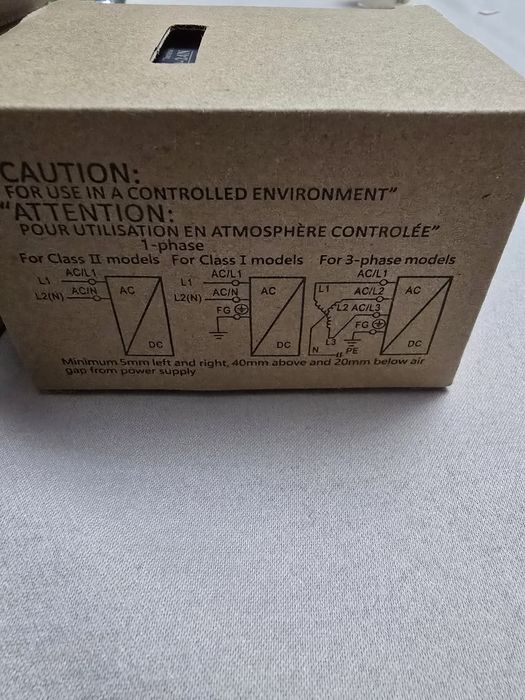 -24N
CAUTION:
FOR USE IN A CONTROLLED ENVIRONMENT"
"ATTENTION:
POUR UTILISATION EN ATMOSPHÈRE CONTROLÉE"
1-phase
For Class II models For Class I models For 3-phase models
L1 AC/L1
L2(N) AC/N
AC
DC
L1 AC/L1
L2(N) AC/N
FG
AC
DC
AC/L1
L1
AC/L2
L2 AC/L3
FG
L3
N PE
AC
DC
Minimum 5mm left and right, 40mm above and 20mm below air
gap from power supply